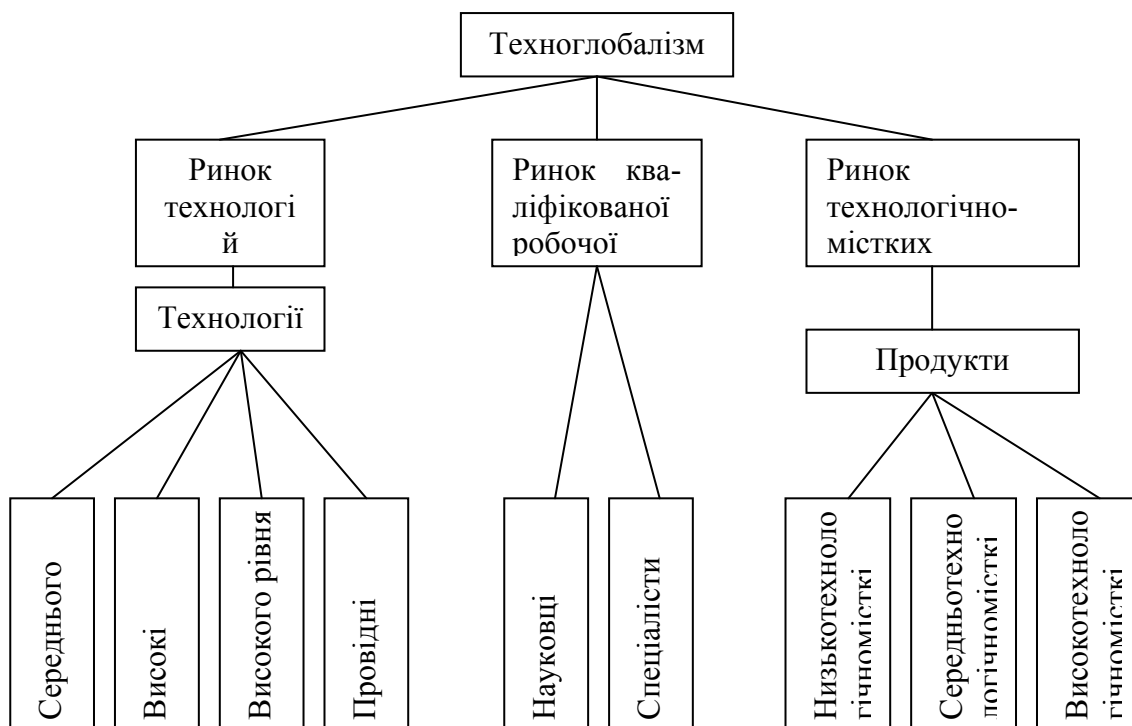 Техноглобалізм
Ринок
технологі
й
Ринок ква-
ліфікованої
робочої
Ринок
технологічно-
містких
Технології
Продукти
Середнього
Високі
Високого рівня
Провідні
Науковці
Спеціалісти
Низькотехноло
гічномісткі
Середньотехно
логічномісткі
Високотехноло
гічномісткі